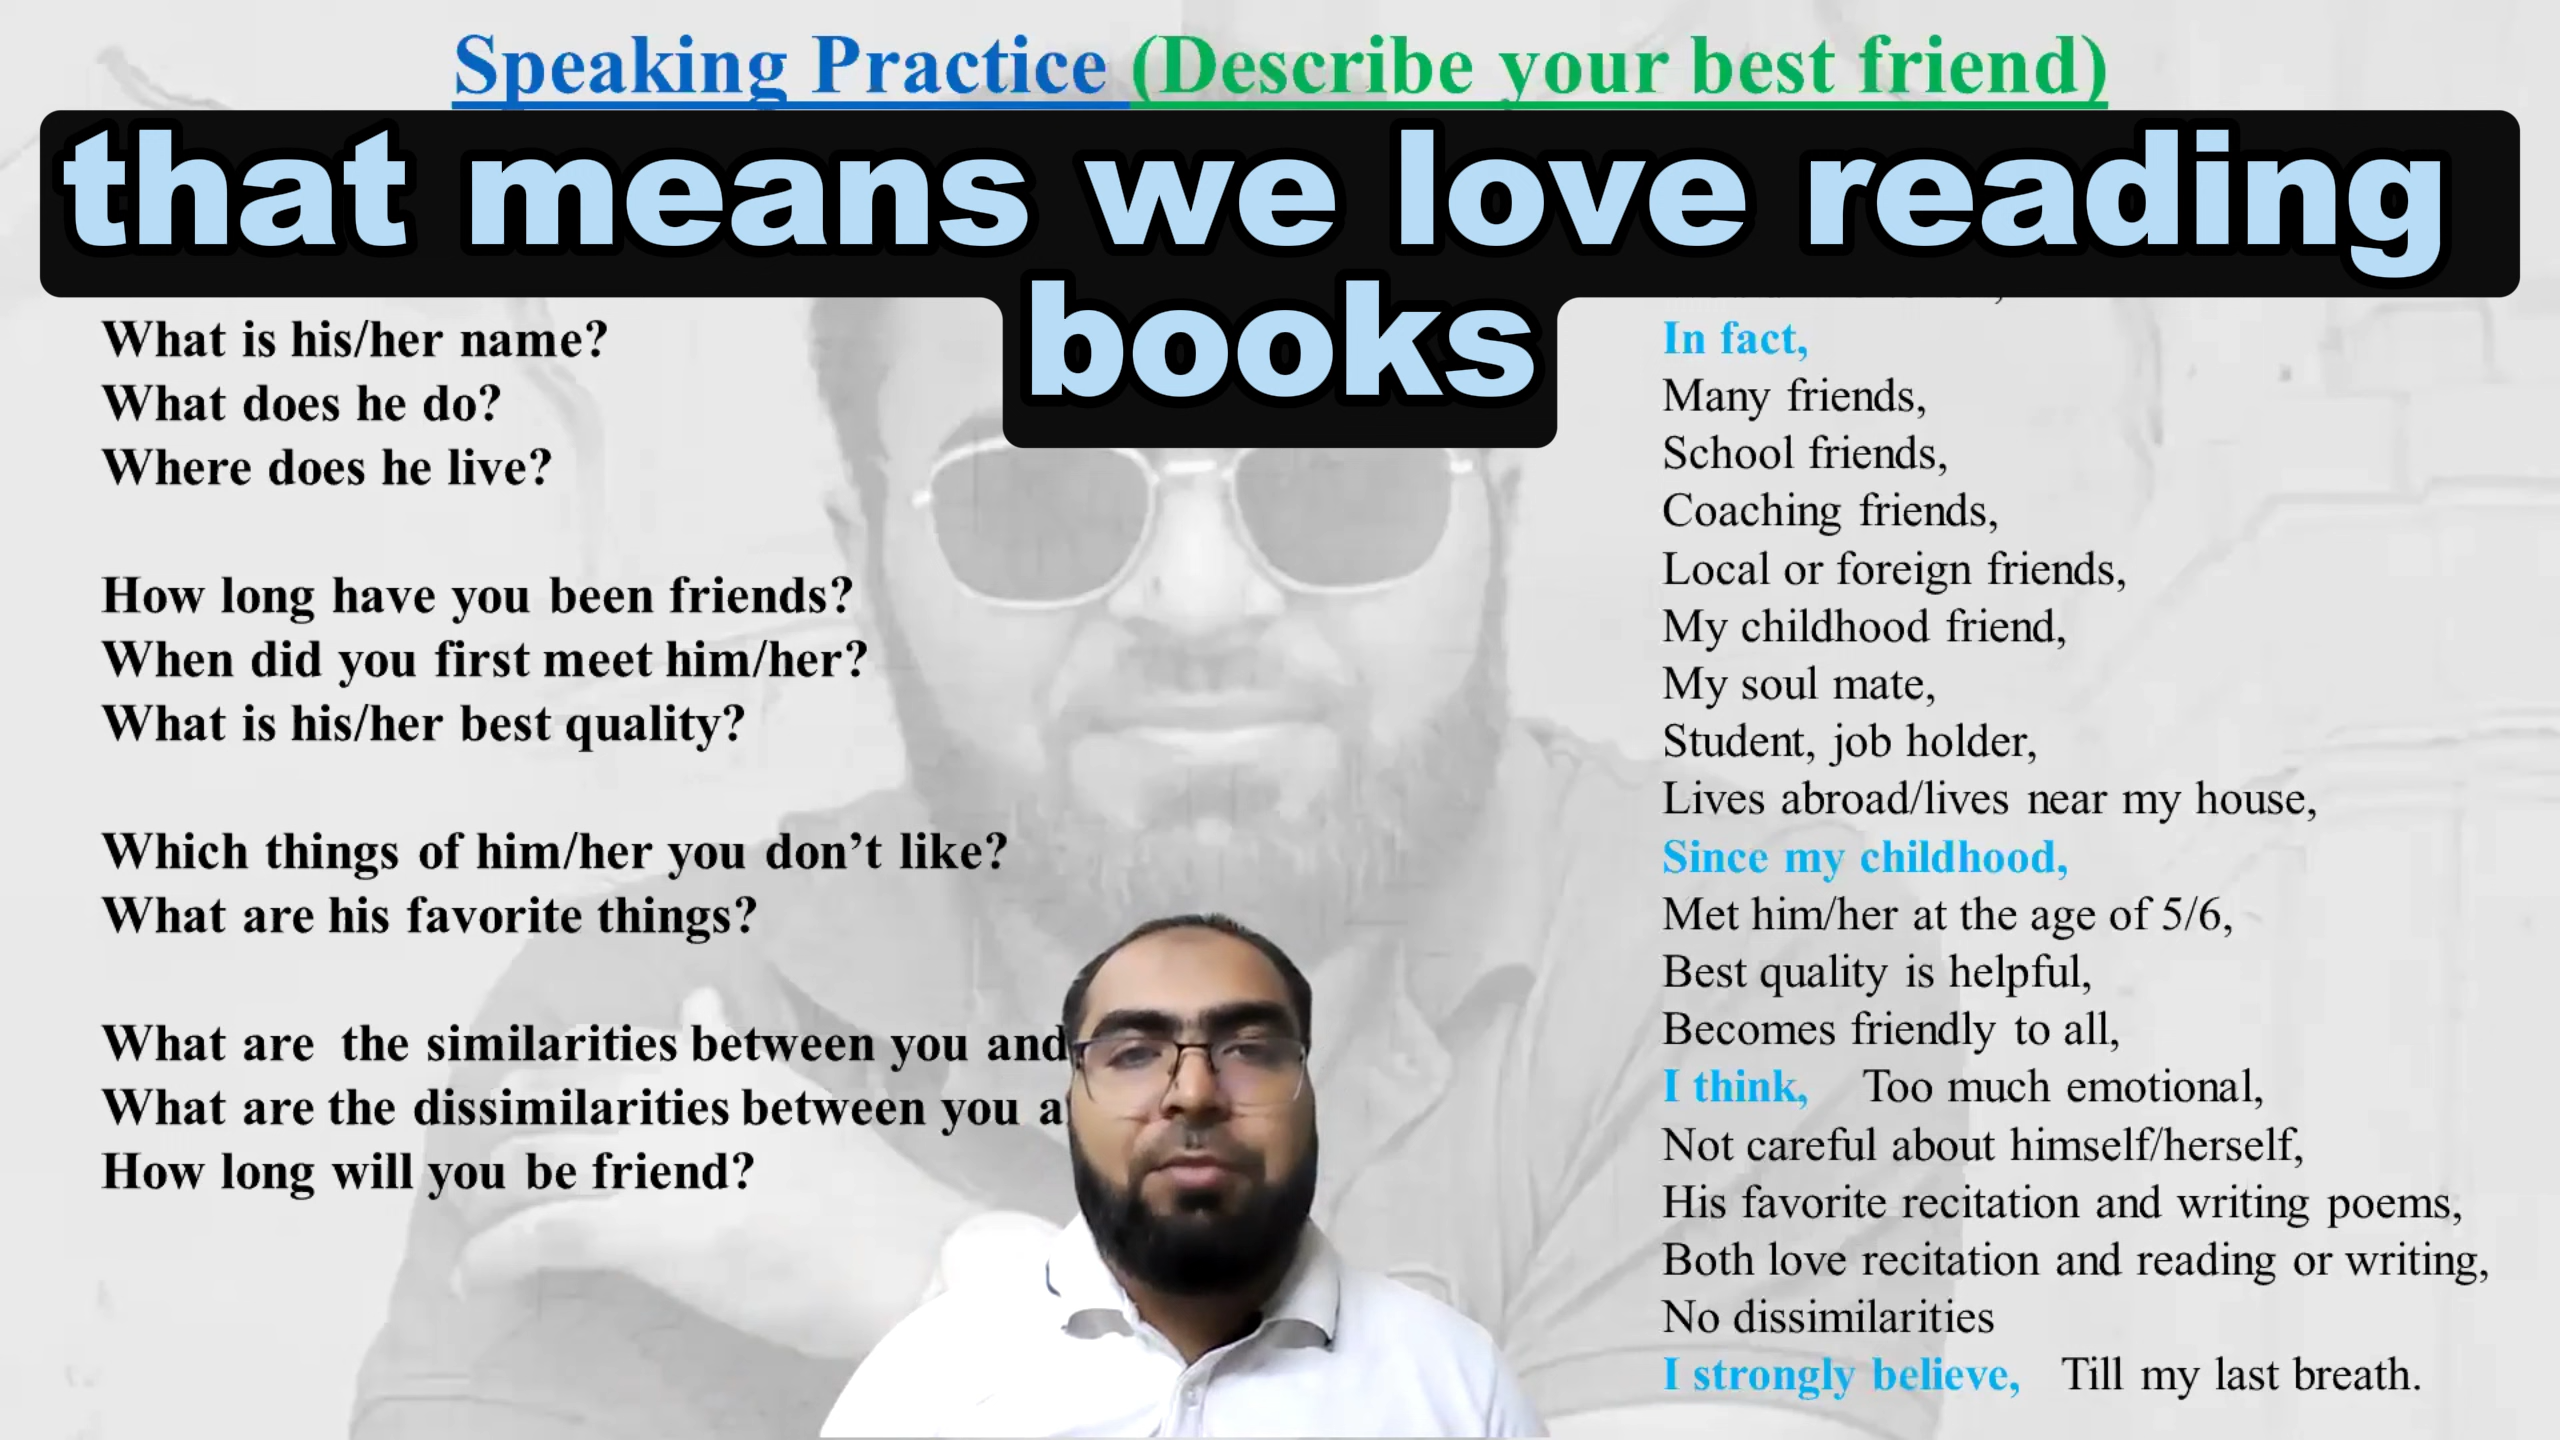 Speaking Practice (Describe your best friend)
that means we love reading
books
What is his/her name?
What does he do?
Where does he live?
How long have you been friends?
When did you first meet him/her?
What is his/her best quality?
Which things of him/her you don’t like?
What are his favorite things?
What are the similarities between you and
What are the dissimilarities between you
How long will you be friend?
In fact,
Many friends,
School friends,
Coaching friends,
Local or foreign friends,
My childhood friend,
My soul mate,
Student, job holder,
Lives abroad/lives near my house,
Since my childhood,
Met him/her at the age of 5/6,
Best quality is helpful,
Becomes friendly to all,
I think, Too much emotional,
Not careful about himself/herself,
His favorite recitation and writing poems,
Both love recitation and reading or writing,
No dissimilarities
I strongly believe, Till my last breath.